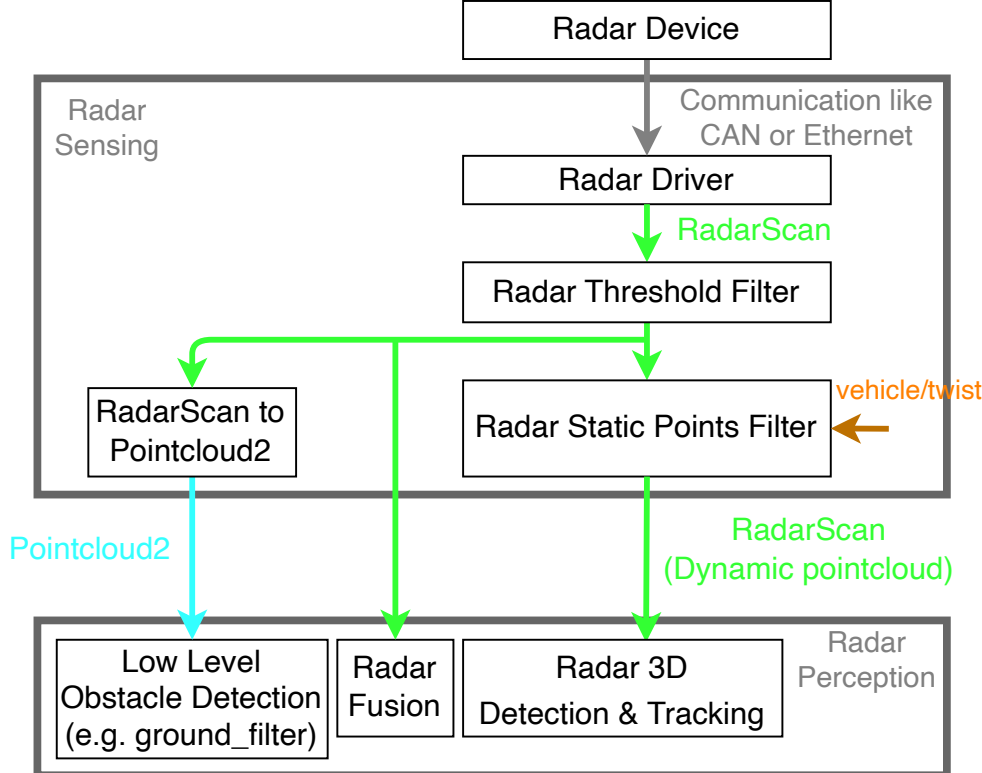 Radar Device
Radar
Sensing
Communication like
CAN or Ethernet
Radar Driver
RadarScan
Radar Threshold Filter
RadarScan to
Pointcloud2
Radar Static Points Filter
vehicle/twist
Pointcloud2
RadarScan
(Dynamic pointcloud)
Radar
Perception
Low Level
Obstacle Detection
(e.g. ground_filter)
Radar
Fusion
Radar 3D
Detection & Tracking